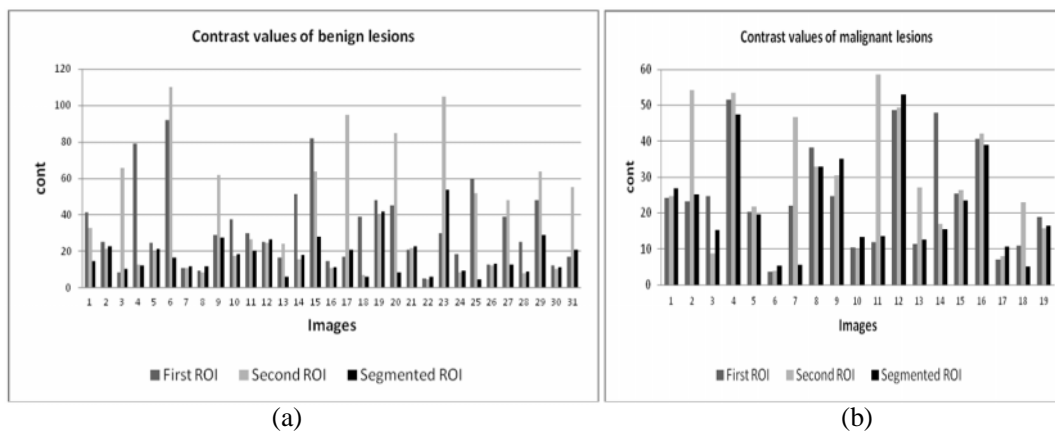 Contrast values of benign lesions
120
100
80
60
40
20
0
cont
1 2 3 4 5 6 7 8 9 10 11 12 13 14 15 16 17 18 19 20 21 22 23 24 25 26 27 28 29 30 31
Images
First ROI Second ROI Segmented ROI
(a)
Contrast values of malignant lesions
60
50
40
30
20
10
0
cont
1 2 3 4 5 6 7 8 9 10 11 12 13 14 15 16 17 18 19
Images
First ROI Second ROI Segmented ROI
(b)